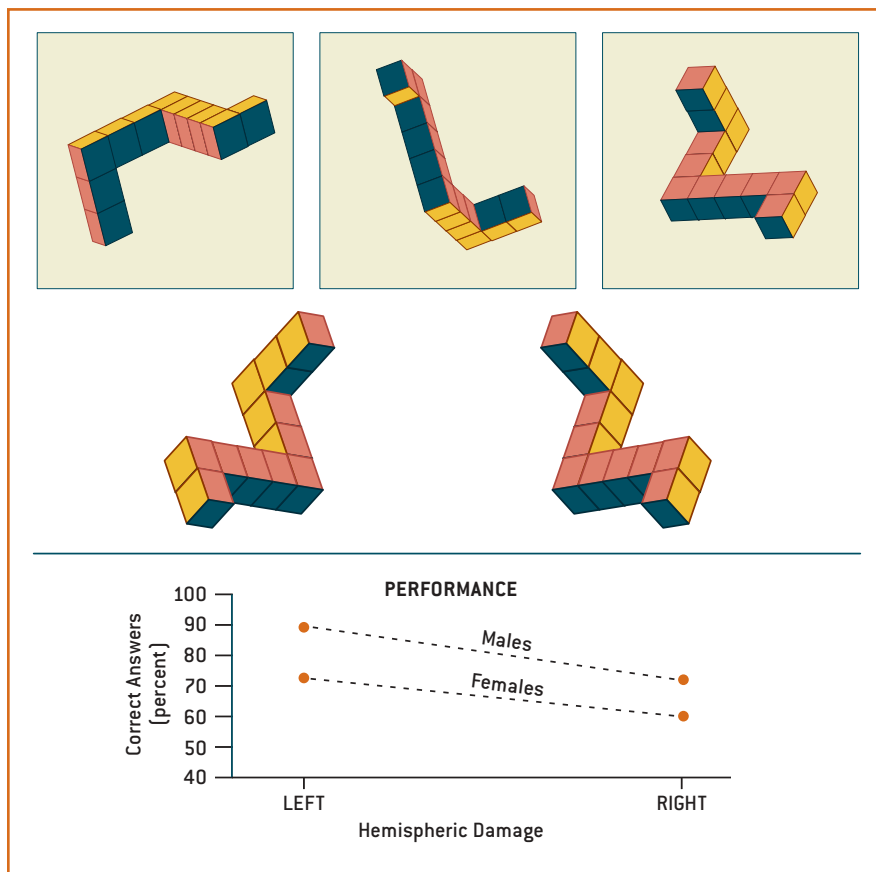 PERFORMANCE
100
90
80
70
60
50
40
Correct Answers
(percent)
Males
Females
LEFT
RIGHT
Hemispheric Damage